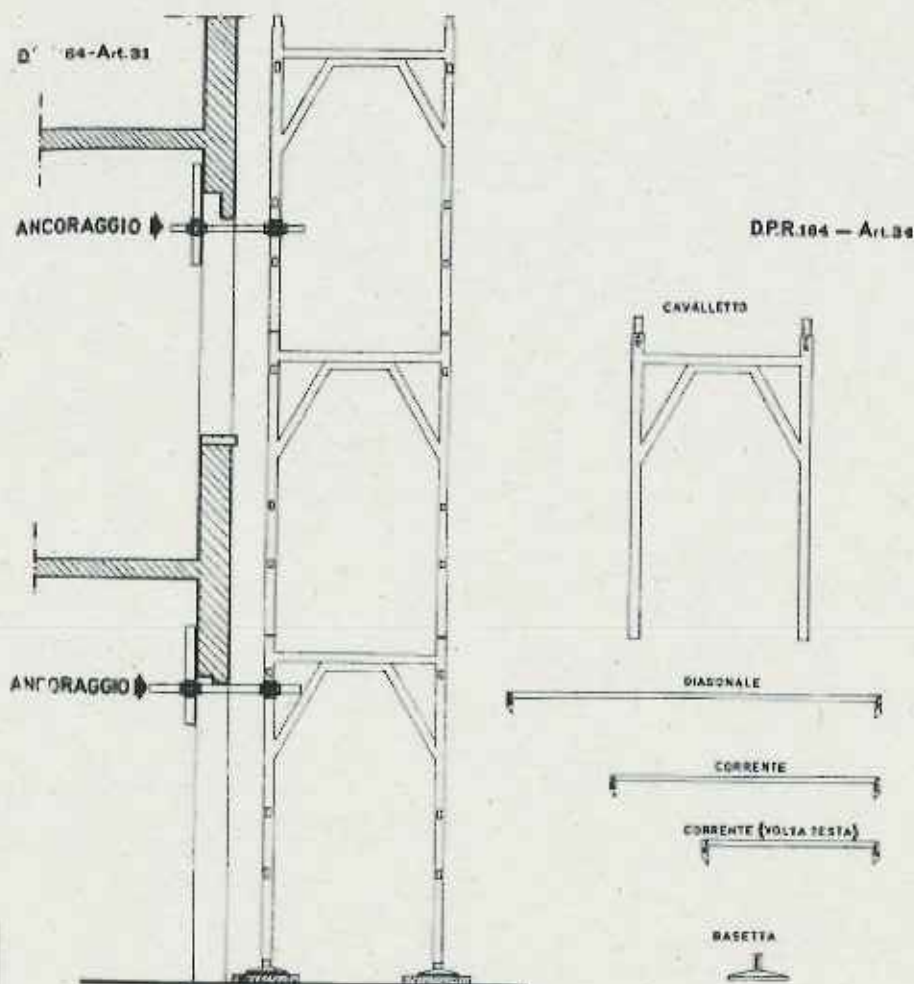 D' 64-Art.31
ANCORAGGIO
D.P.R.164 — Art.34
CAVALLETTO
ANCORAGGIO
DIAGONALE
CORRENTE
CORRENTE (VOLTA TESTA)
BASETTA